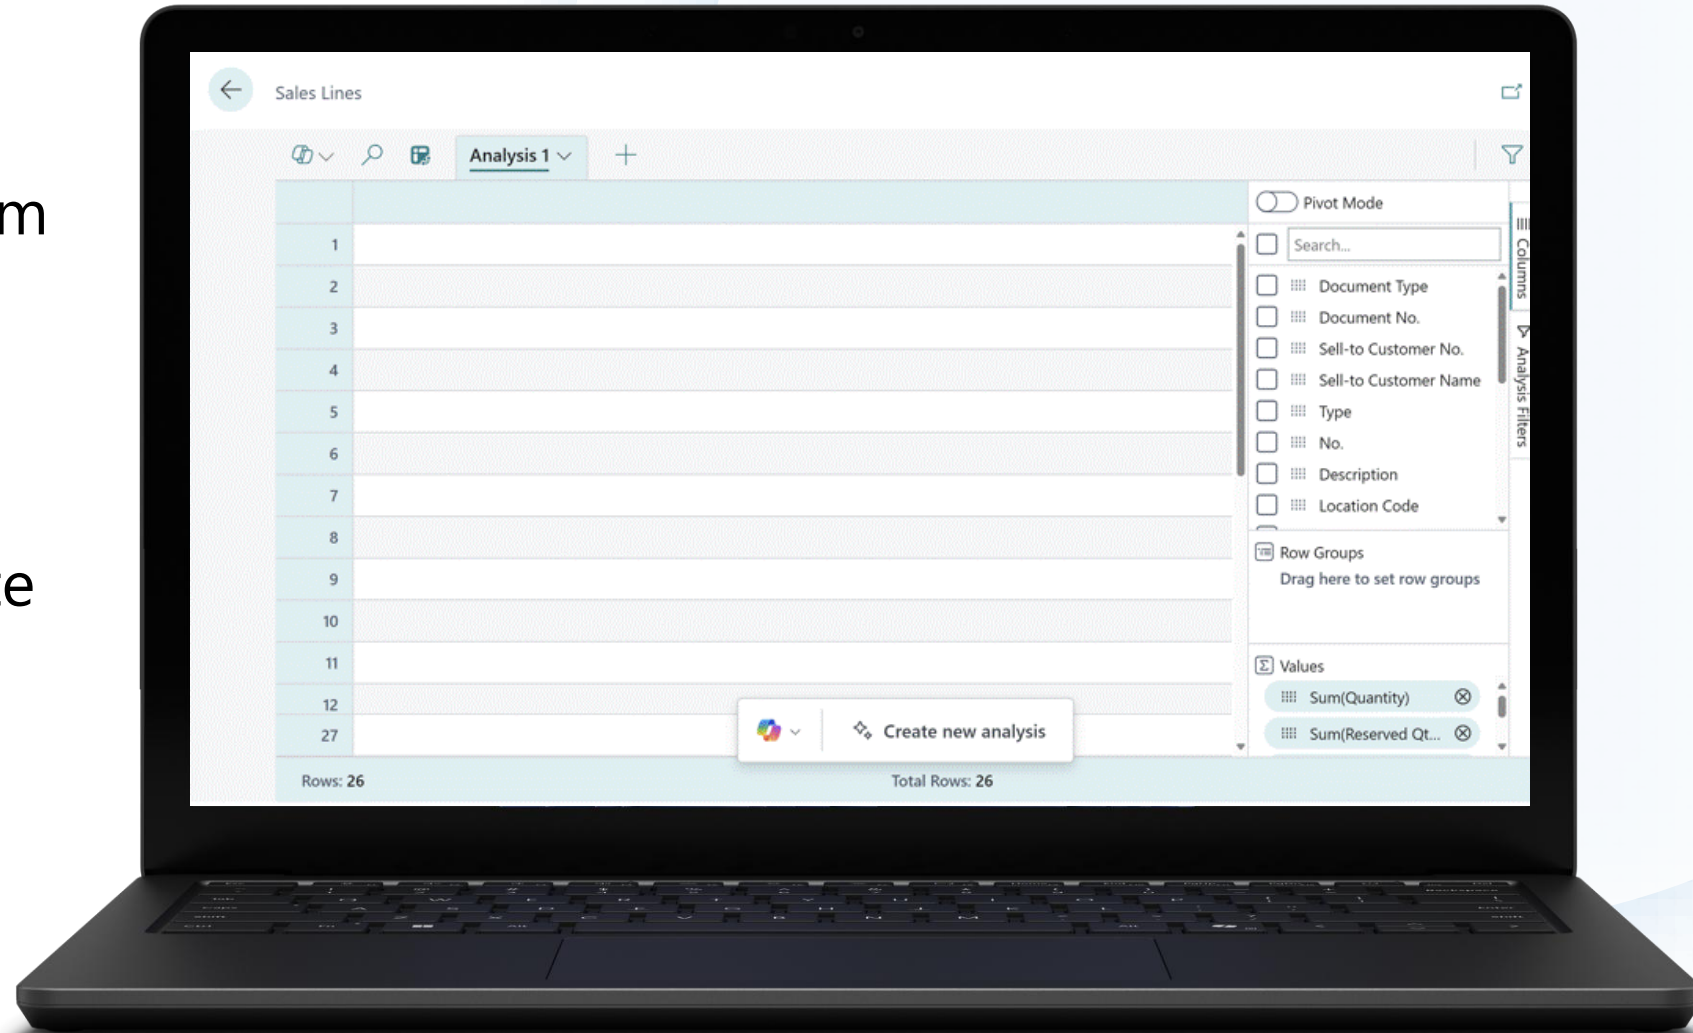 m
te
Sales Lines
Analysis 1
Pivot Mode
Search...
Columns
Analysis Filters
Document Type
Document No.
Sell-to Customer No.
Sell-to Customer Name
Type
No.
Description
Location Code
1
2
3
4
5
6
7
8
9
10
11
12
27
Row Groups
Drag here to set row groups
Values
Sum(Quantity)
Sum(Reserved Qt...
Create new analysis
Rows: 26
Total Rows: 26